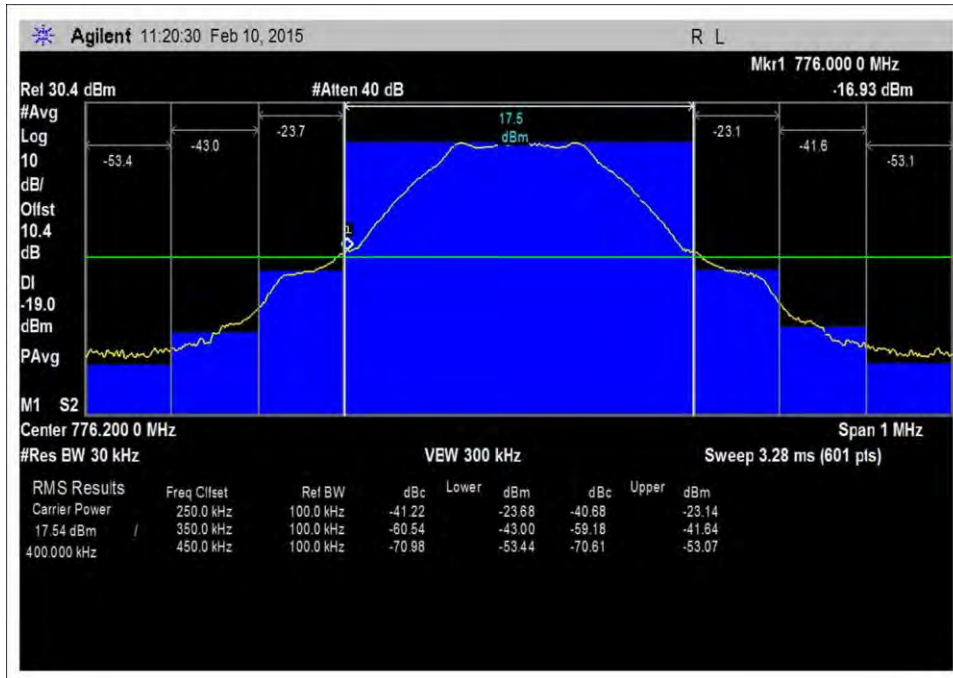 Agilent 11:20:30 Feb 10, 2015 R L
Mkr1 776.000 0 MHz
Rel 30.4 dBm #Atten 40 dB -16.93 dBm
#Avg
Log
10
dB/
Offst
10.4
dB
DI
-19.0
dBm
PAvg
M1 S2
17.5
dBm
-53.4 -43.0 -23.7 -23.1 -41.6 -53.1
1
Center 776.200 0 MHz Span 1 MHz
#Res BW 30 kHz VEW 300 kHz Sweep 3.28 ms (601 pts)
RMS Results Freq Clfset Ref BW dBc Lower dBm dBc Upper dBm
Carrier Power 250.0 kHz 100.0 kHz -41.22 -23.68 -40.68 -23.14
17.54 dBm / 350.0 kHz 100.0 kHz -60.54 -43.00 -59.18 -41.64
400.000 kHz 450.0 kHz 100.0 kHz -70.98 -53.44 -70.61 -53.07